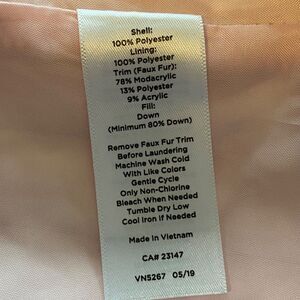 Shell:
100% Polyester
Lining:
100% Polyester
Trim (Faux Fur):
78% Modacrylic
13% Polyester
9% Acrylic
Fill:
Down
(Minimum 80% Down)
Remove Faux Fur Trim
Before Laundering
Machine Wash Cold
With Like Colors
Gentle Cycle
Only Non-Chlorine
Bleach When Needed
Tumble Dry Low
Cool Iron if Needed
Made in Vietnam
CA# 23147
VN5267 05/19